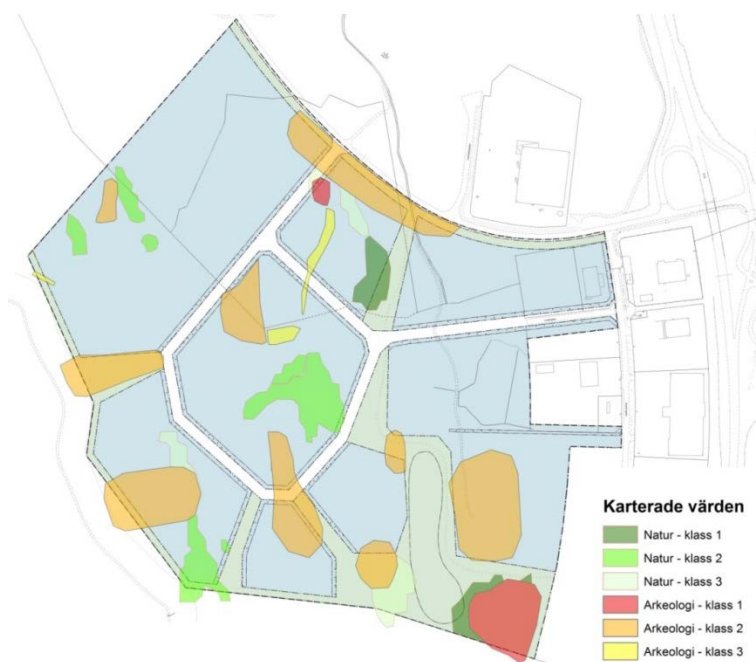 Karterade värden
Natur - klass 1
Natur - klass 2
Natur - klass 3
Arkeologi - klass 1
Arkeologi - klass 2
Arkeologi - klass 3